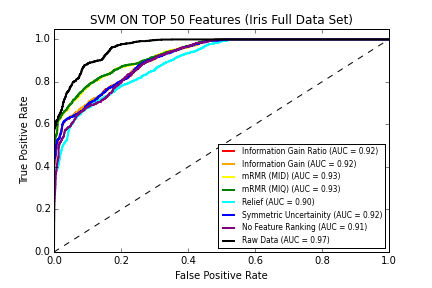 SVM ON TOP 50 Features (Iris Full Data Set)
1.0
0.8
0.6
0.4
0.2
0.0
True Positive Rate
Information Gain Ratio (AUC = 0.92)
Information Gain (AUC = 0.92)
mRMR (MID) (AUC = 0.93)
mRMR (MIQ) (AUC = 0.93)
Relief (AUC = 0.90)
Symmetric Uncertainity (AUC = 0.92)
No Feature Ranking (AUC = 0.91)
Raw Data (AUC = 0.97)
0.0 0.2 0.4 0.6 0.8 1.0
False Positive Rate